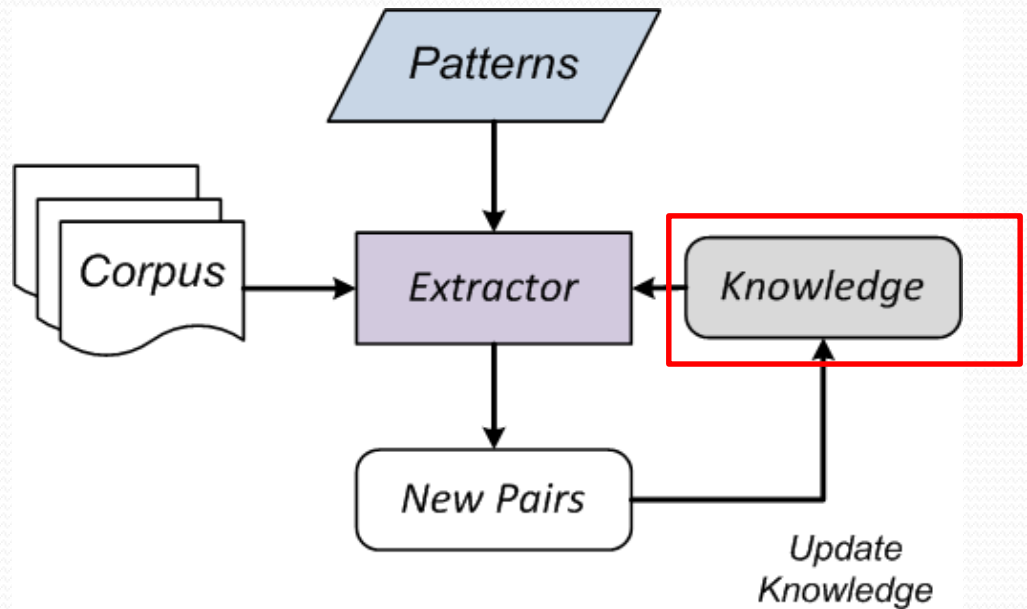 Patterns
Corpus
Extractor
Knowledge
New Pairs
Update
Knowledge